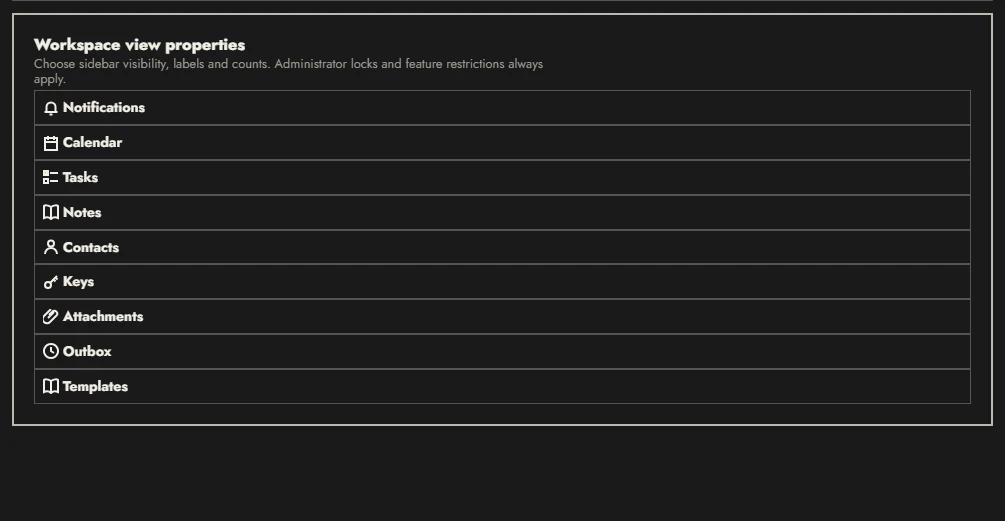 Workspace view properties
Choose sidebar visibility, labels and counts. Administrator locks and feature restrictions always
apply.
Notifications
Calendar
Tasks
Notes
Contacts
Keys
Attachments
Outbox
Templates